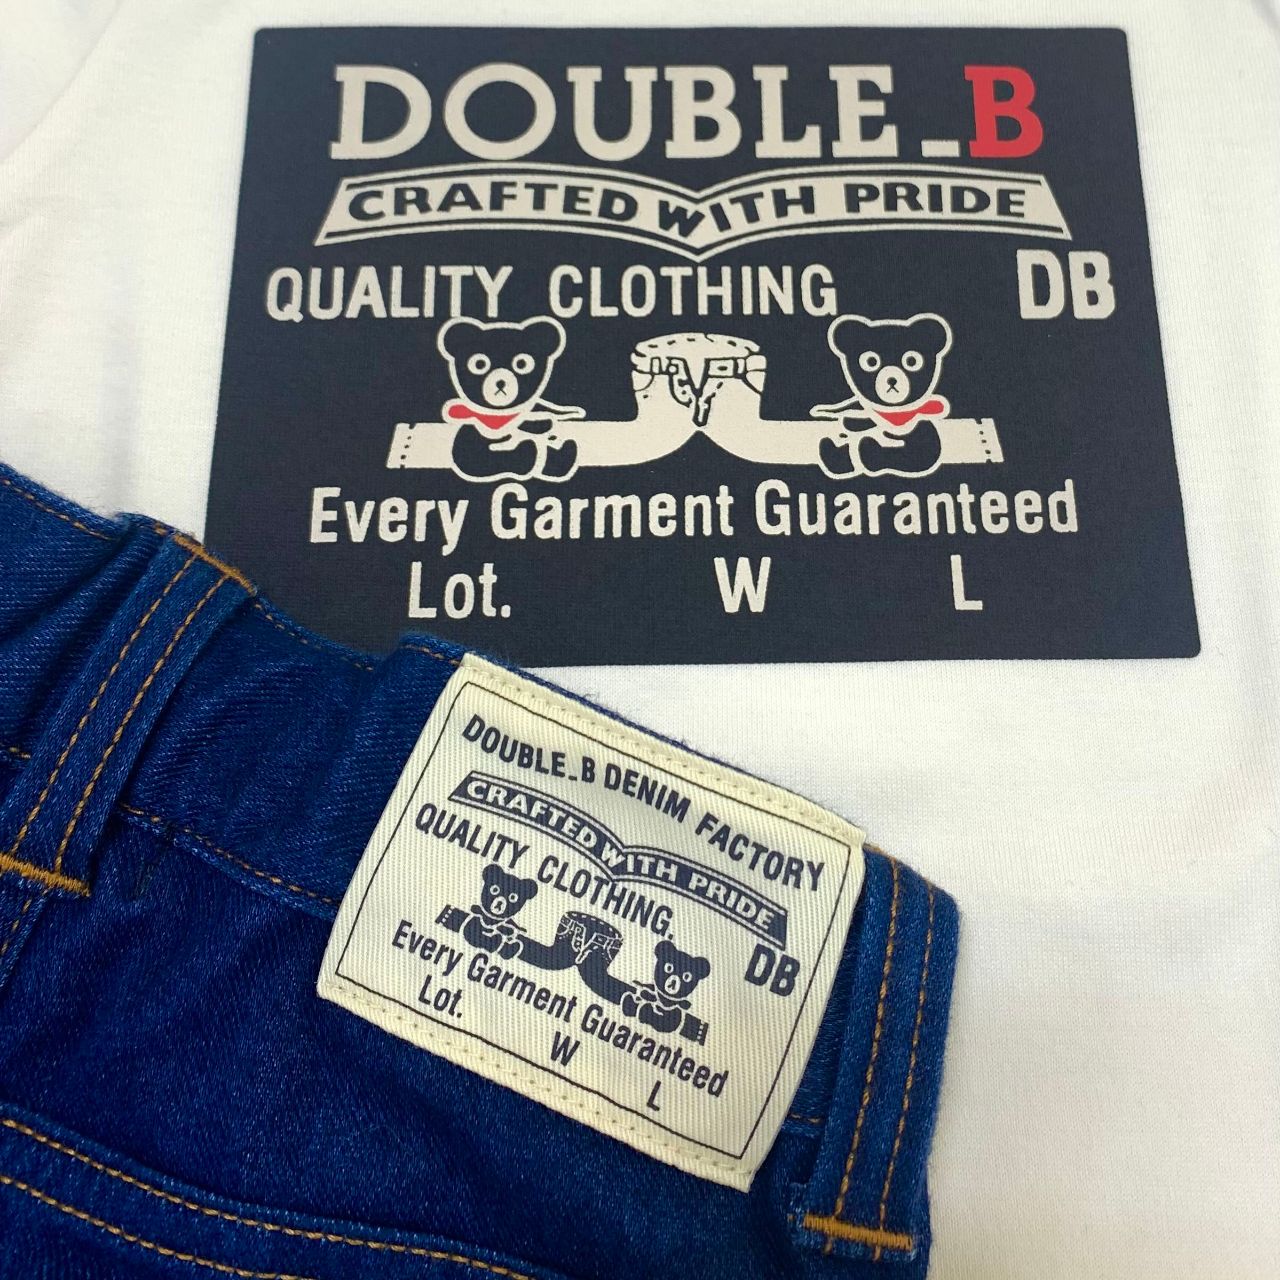 DOUBLE_B
CRAFTED WITH PRIDE
QUALITY CLOTHING DB
Every Garment Guaranteed
Lot. W L
DOUBLE_B DENIM FACTORY
CRAFTED WITH PRIDE
QUALITY CLOTHING.
DB
Every Garment Guaranteed
Lot. W L